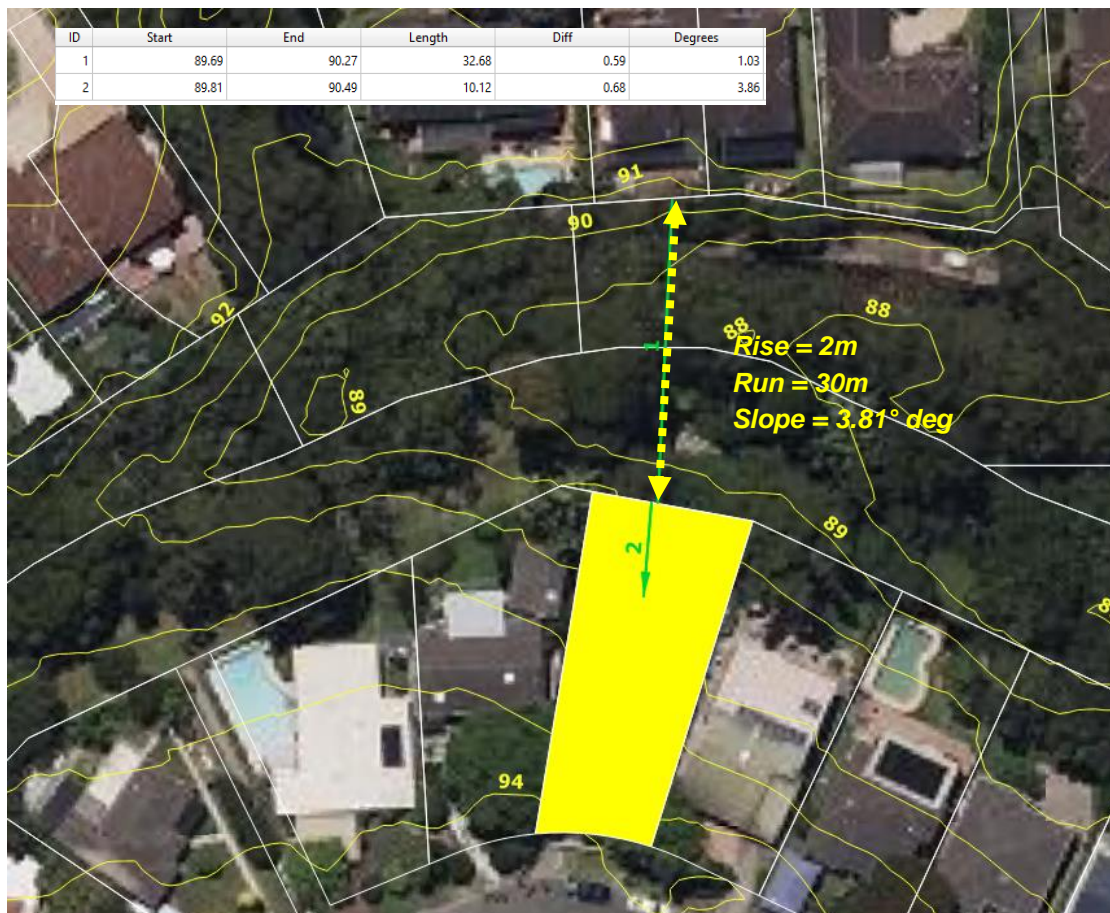 ID Start End Length Diff Degrees
1 89.69 90.27 32.68 0.59 1.03
2 89.81 90.49 10.12 0.68 3.86
91
90
92
88
88
1
Rise = 2m
Run = 30m
Slope = 3.81° deg
89
89
2
94